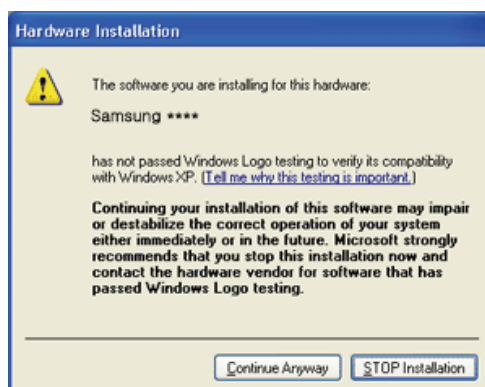 Hardware Installation
The software you are installing for this hardware:
Samsung ****
has not passed Windows Logo testing to verify its compatibility
with Windows XP. (Tell me why this testing is important.)
Continuing your installation of this software may impair
or destabilize the correct operation of your system
either immediately or in the future. Microsoft strongly
recommends that you stop this installation now and
contact the hardware vendor for software that has
passed Windows Logo testing.
Continue Anyway
STOP Installation